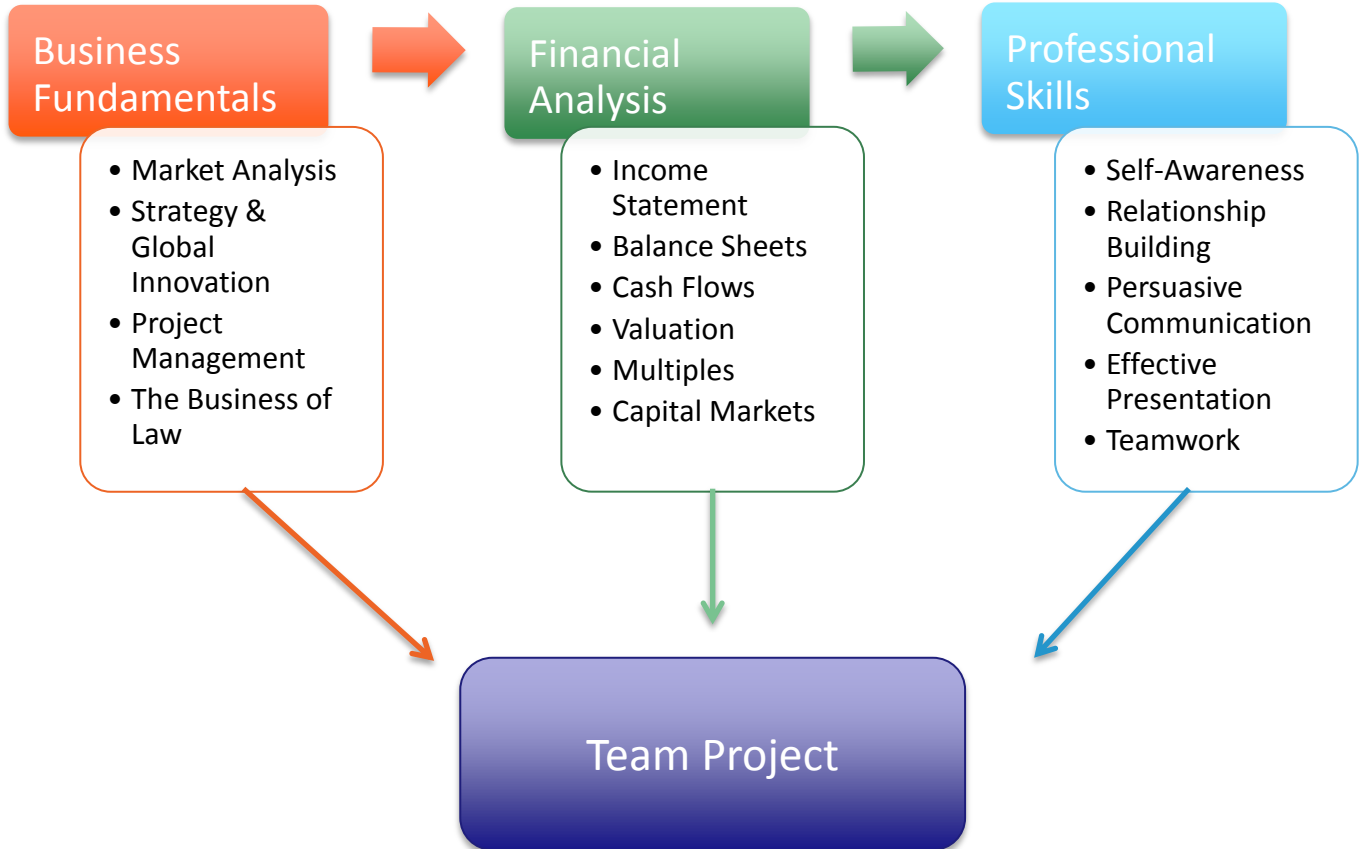 Business
Fundamentals
• Market Analysis
• Strategy &
Global
Innovation
• Project
Management
• The Business of
Law
Financial
Analysis
• Income
Statement
• Balance Sheets
• Cash Flows
• Valuation
• Multiples
• Capital Markets
Professional
Skills
• Self-Awareness
• Relationship
Building
• Persuasive
Communication
• Effective
Presentation
• Teamwork
Team Project